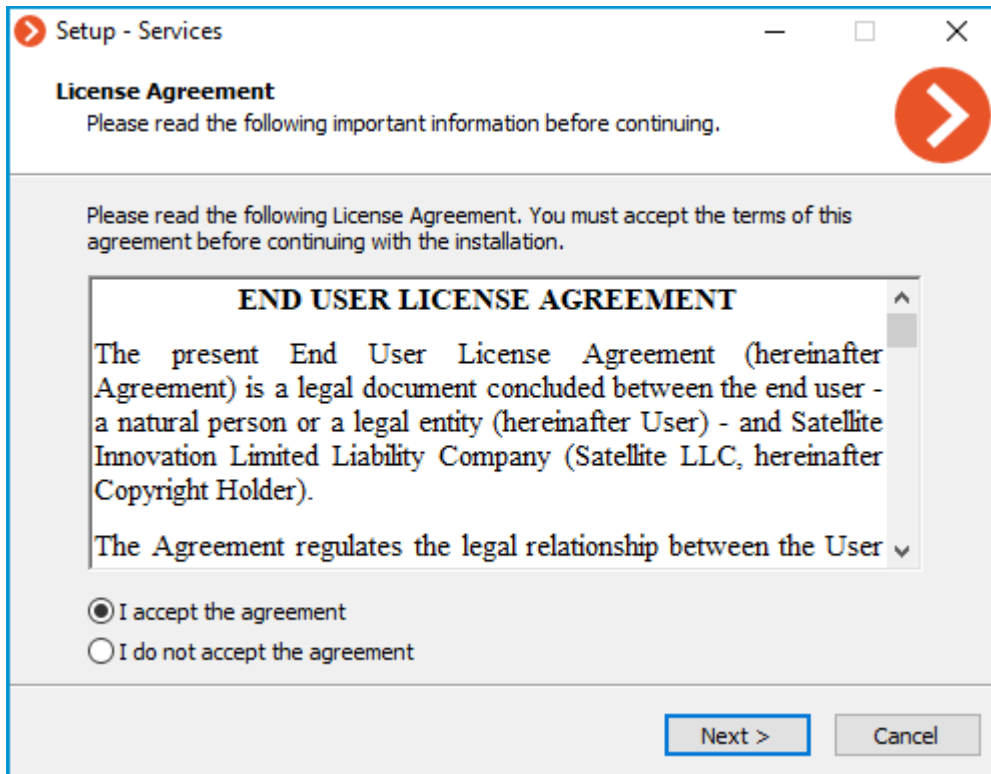 Setup - Services
License Agreement
Please read the following important information before continuing.
Please read the following License Agreement. You must accept the terms of this
agreement before continuing with the installation.
END USER LICENSE AGREEMENT
The present End User License Agreement (hereinafter
Agreement) is a legal document concluded between the end user -
a natural person or a legal entity (hereinafter User) - and Satellite
Innovation Limited Liability Company (Satellite LLC, hereinafter
Copyright Holder).
The Agreement regulates the legal relationship between the User
I accept the agreement
I do not accept the agreement
Next >
Cancel